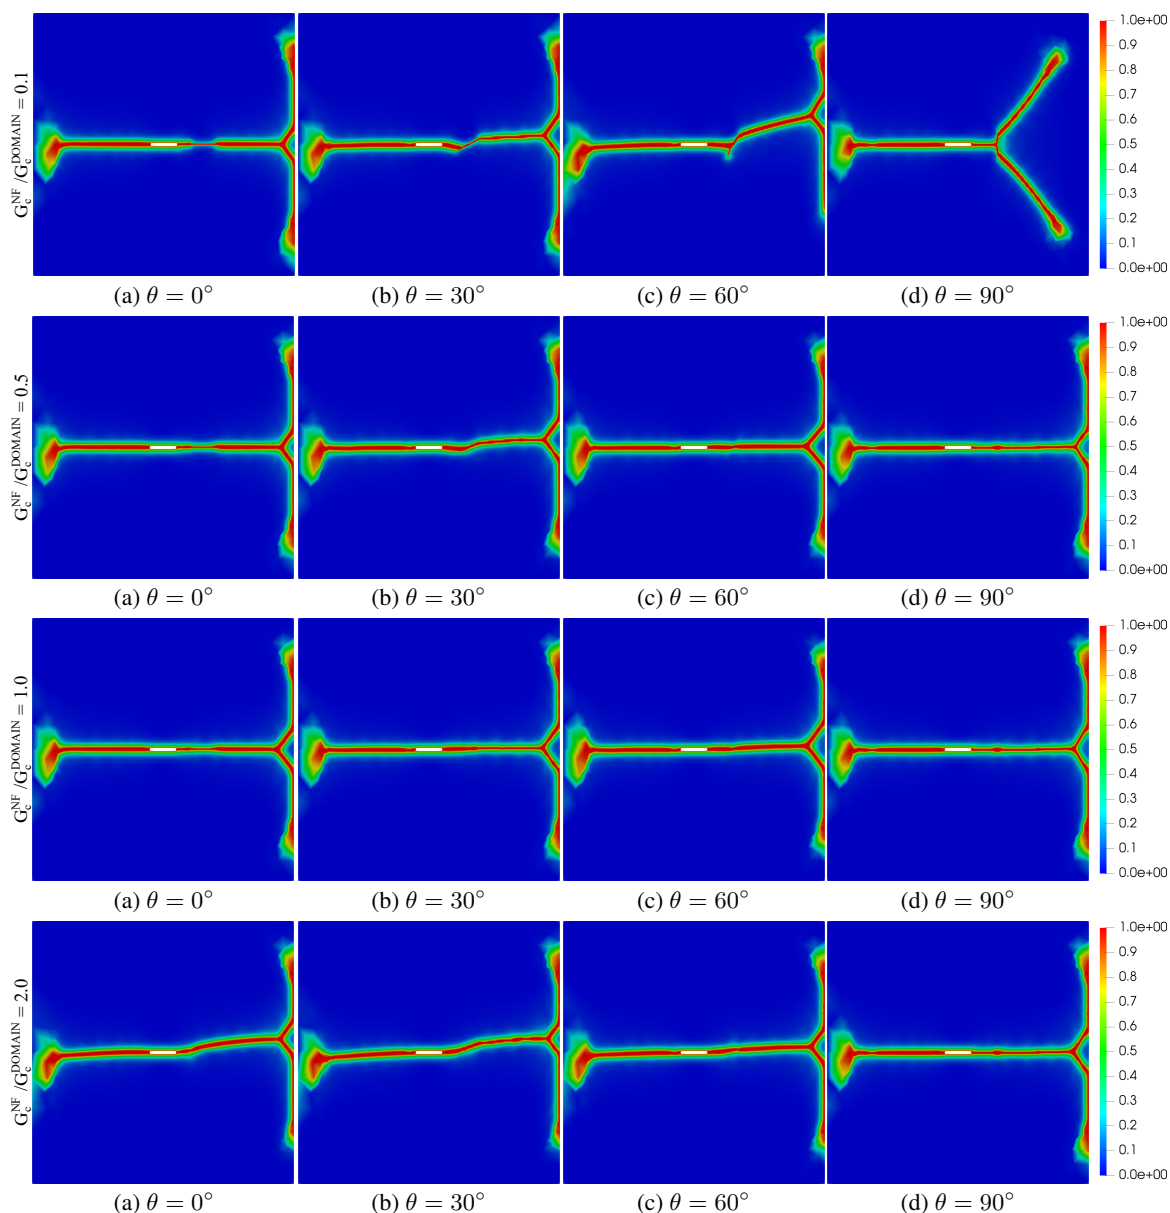 G_c^NF /G_c^DOMAIN = 0.1
1.0e+00
0.9
0.8
0.7
0.6
0.5
0.4
0.3
0.2
0.1
0.0e+00
(a) θ = 0° (b) θ = 30° (c) θ = 60° (d) θ = 90°
G_c^NF /G_c^DOMAIN = 0.5
1.0e+00
0.9
0.8
0.7
0.6
0.5
0.4
0.3
0.2
0.1
0.0e+00
(a) θ = 0° (b) θ = 30° (c) θ = 60° (d) θ = 90°
G_c^NF /G_c^DOMAIN = 1.0
1.0e+00
0.9
0.8
0.7
0.6
0.5
0.4
0.3
0.2
0.1
0.0e+00
(a) θ = 0° (b) θ = 30° (c) θ = 60° (d) θ = 90°
G_c^NF /G_c^DOMAIN = 2.0
1.0e+00
0.9
0.8
0.7
0.6
0.5
0.4
0.3
0.2
0.1
0.0e+00
(a) θ = 0° (b) θ = 30° (c) θ = 60° (d) θ = 90°